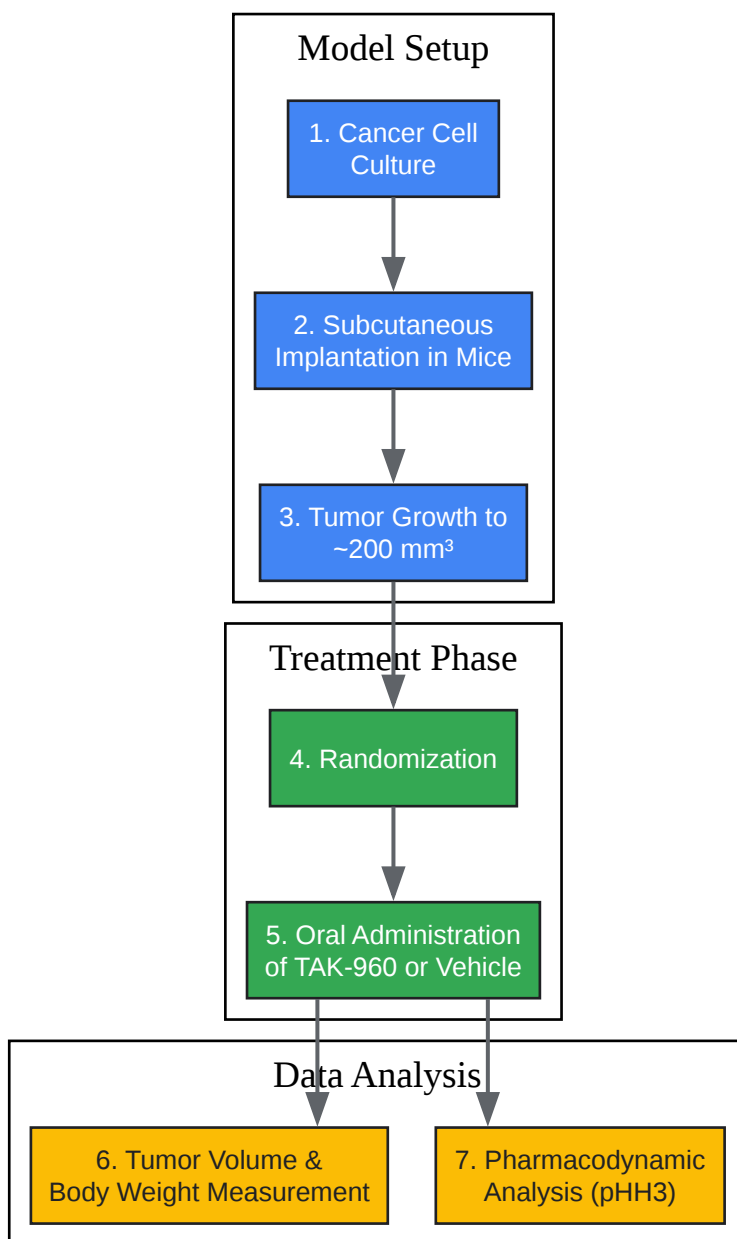 Model Setup
1. Cancer Cell
Culture
2. Subcutaneous
Implantation in Mice
3. Tumor Growth to
~200 mm³
Treatment Phase
4. Randomization
5. Oral Administration
of TAK-960 or Vehicle
Data Analysis
6. Tumor Volume &
Body Weight Measurement
7. Pharmacodynamic
Analysis (pHH3)